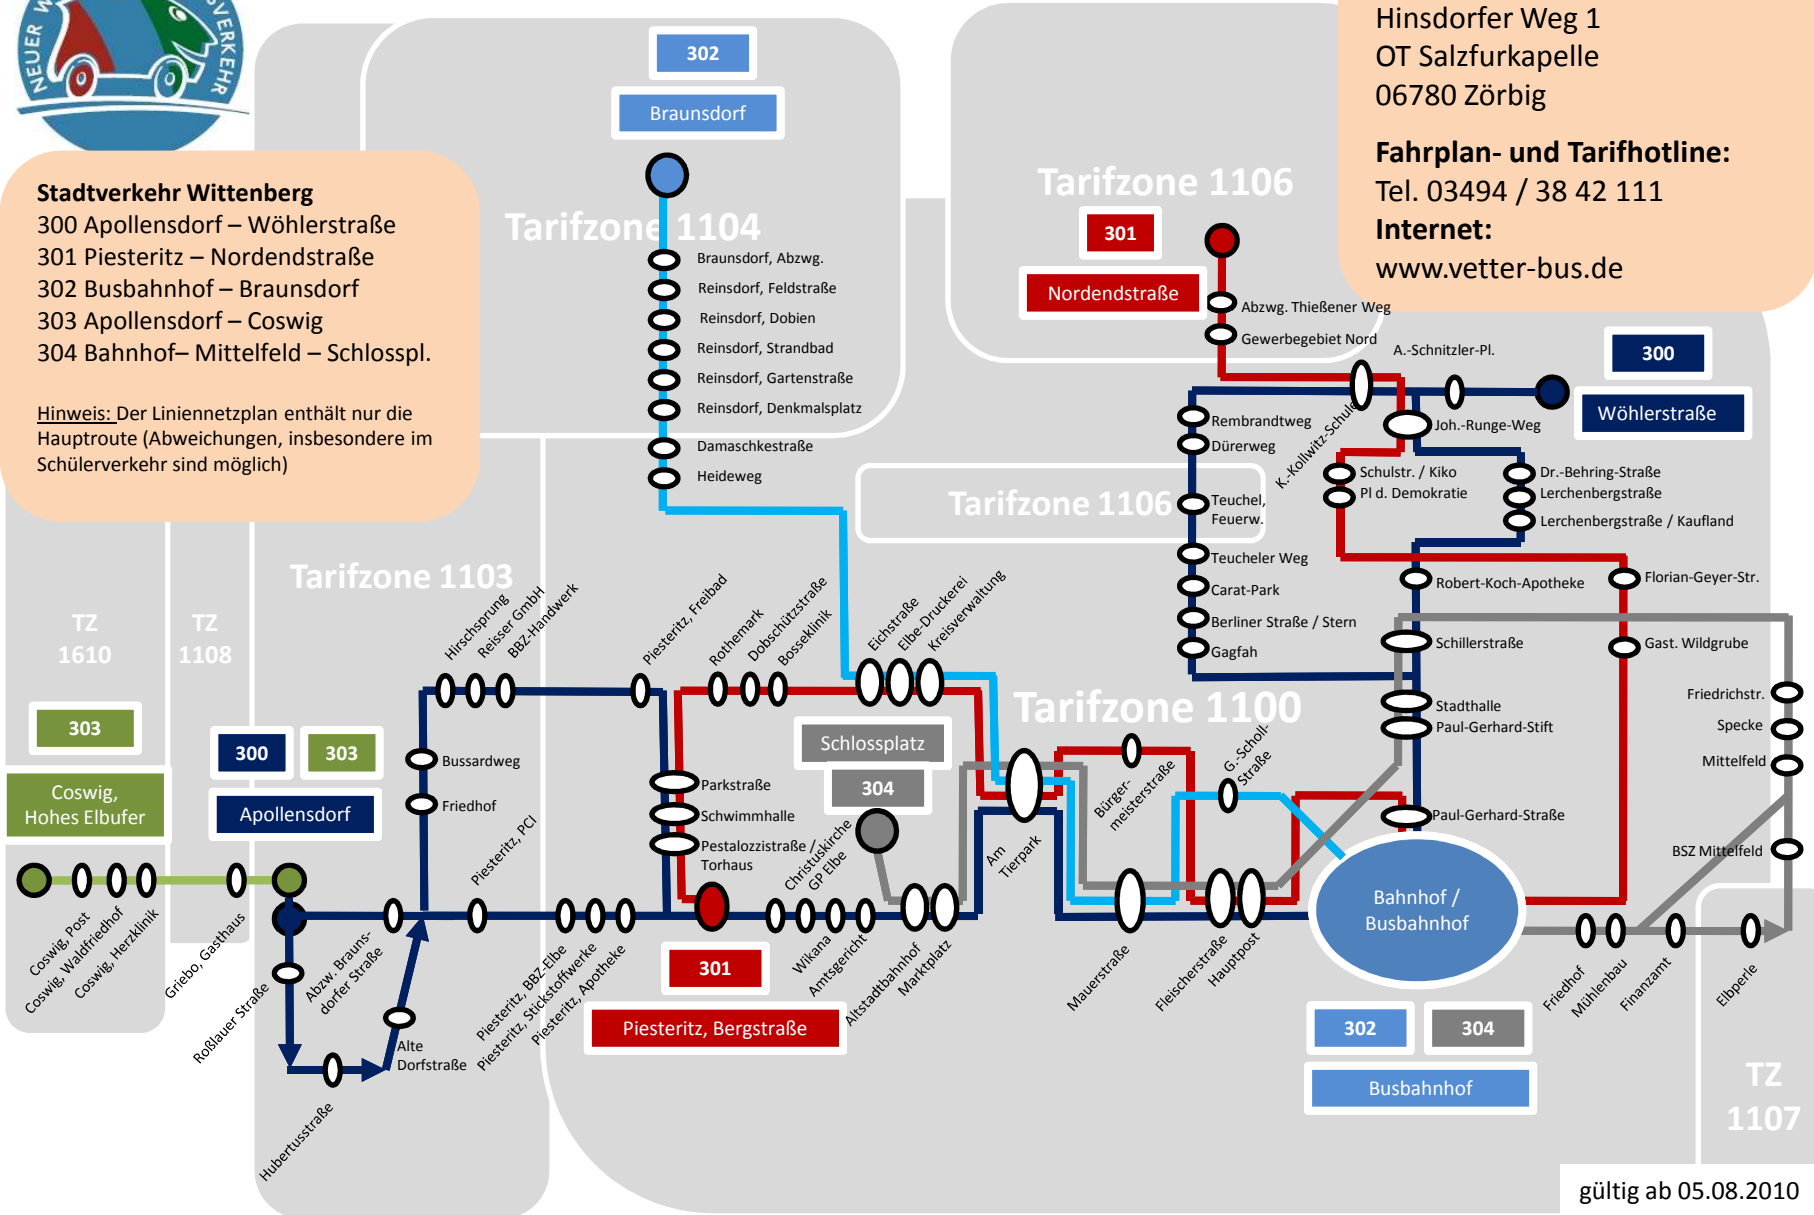 NEUER W
SVERKEHR
Hinsdorfer Weg 1
OT Salzfurkapelle
06780 Zörbig
Fahrplan- und Tarifhotline:
Tel. 03494 / 38 42 111
Internet:
www.vetter-bus.de
Stadtverkehr Wittenberg
300 Apollensdorf – Wöhlerstraße
301 Piesteritz – Nordendstraße
302 Busbahnhof – Braunsdorf
303 Apollensdorf – Coswig
304 Bahnhof– Mittelfeld – Schlosspl.
Hinweis: Der Liniennetzplan enthält nur die
Hauptroute (Abweichungen, insbesondere im
Schülerverkehr sind möglich)
302
Braunsdorf
Tarifzone 1104
Braunsdorf, Abzwg.
Reinsdorf, Feldstraße
Reinsdorf, Dobien
Reinsdorf, Strandbad
Reinsdorf, Gartenstraße
Reinsdorf, Denkmalsplatz
Damaschkestraße
Heideweg
Tarifzone 1106
301
Nordendstraße
Abzwg. Thießener Weg
Gewerbegebiet Nord
A.-Schnitzler-Pl.
300
Wöhlerstraße
K.-Kollwitz-Schule
Joh.-Runge-Weg
Rembrandtweg
Dürerweg
Teuchel,
Feuerw.
Teucheler Weg
Carat-Park
Berliner Straße / Stern
Gagfah
Schulstr. / Kiko
Pl d. Demokratie
Dr.-Behring-Straße
Lerchenbergstraße
Lerchenbergstraße / Kaufland
Tarifzone 1106
Robert-Koch-Apotheke
Florian-Geyer-Str.
Schillerstraße
Gast. Wildgrube
Stadthalle
Paul-Gerhard-Stift
Friedrichstr.
Specke
Mittelfeld
Paul-Gerhard-Straße
BSZ Mittelfeld
Tarifzone 1103
TZ
1610
TZ
1108
303
Coswig,
Hohes Elbufer
300
303
Apollensdorf
Hirschsprung
Reisser GmbH
BBZ-Handwerk
Piesteritz, Freibad
Bussardweg
Friedhof
Piesteritz, PCI
Rothemark
Dobschützstraße
Bosseklinik
Eichstraße
Elbe-Druckerei
Kreisverwaltung
Parkstraße
Schwimmhalle
Pestalozzistraße /
Torhaus
Schlossplatz
304
Tarifzone 1100
Christuskirche
GP Elbe
Wikana
Amtsgericht
Altstadtbahnhof
Marktplatz
Am
Tierpark
Bürger-
meisterstraße
G.-Scholl-
Straße
Mauerstraße
Fleischerstraße
Hauptpost
Bahnhof /
Busbahnhof
Friedhof
Mühlenbau
Finanzamt
Elbperle
Coswig, Post
Coswig, Waldfriedhof
Coswig, Herzklinik
Griebo, Gasthaus
Roßlauer Straße
Abzw. Brauns-
dorfer Straße
Hubertusstraße
Alte
Dorfstraße
Piesteritz, BBZ-Elbe
Piesteritz, Stickstoffwerke
Piesteritz, Apotheke
301
Piesteritz, Bergstraße
302
304
Busbahnhof
TZ
1107
gültig ab 05.08.2010